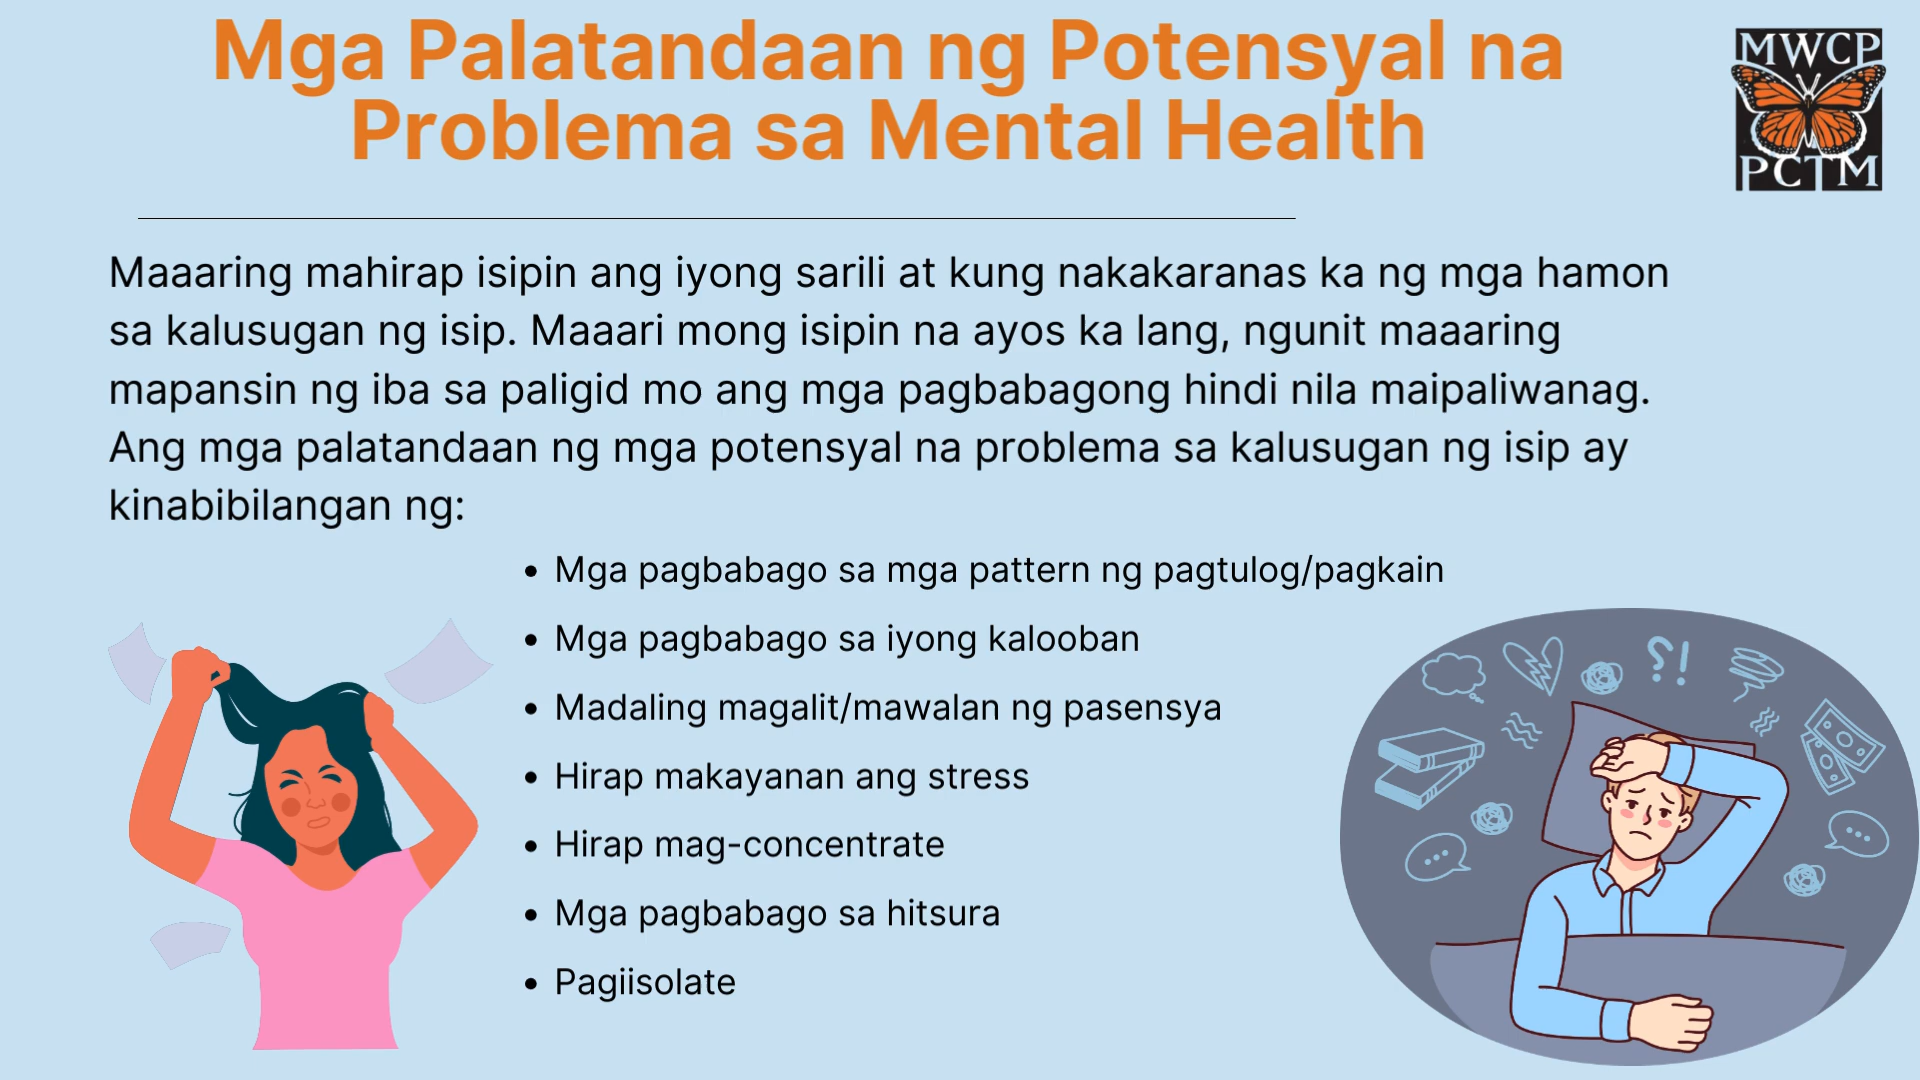 Mga Palatandaan ng Potensyal na
Problema sa Mental Health
MWCP
PCTM
Maaaring mahirap isipin ang iyong sarili at kung nakakaranas ka ng mga hamon
sa kalusugan ng isip. Maaari mong isipin na ayos ka lang, ngunit maaaring
mapansin ng iba sa paligid mo ang mga pagbabagong hindi nila maipaliwanag.
Ang mga palatandaan ng mga potensyal na problema sa kalusugan ng isip ay
kinabibilangan ng:
• Mga pagbabago sa mga pattern ng pagtulog/pagkain
• Mga pagbabago sa iyong kalooban
• Madaling magalit/mawalan ng pasensya
• Hirap makayanan ang stress
• Hirap mag-concentrate
• Mga pagbabago sa hitsura
• Pagiisolate
?!